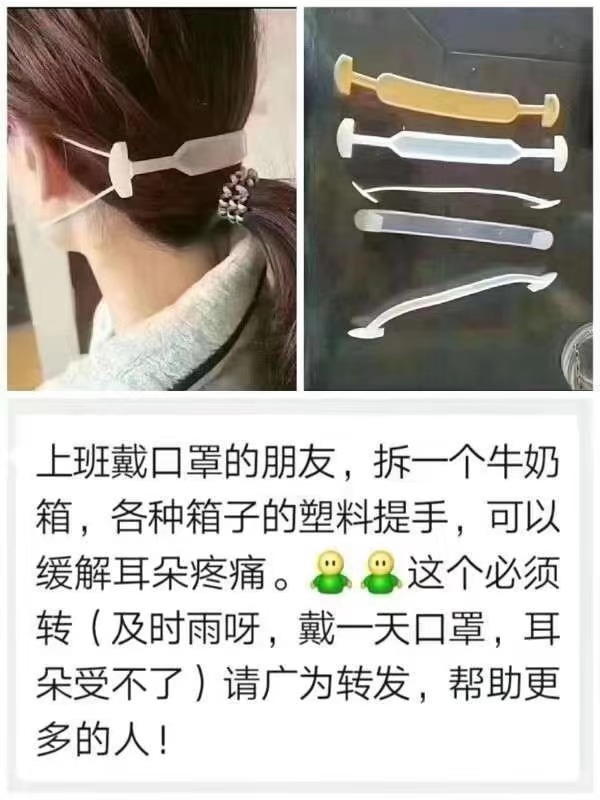 上班戴口罩的朋友，拆一个牛奶
箱，各种箱子的塑料提手，可以
缓解耳朵疼痛。这个必须
转（及时雨呀，戴一天口罩，耳
朵受不了）请广为转发，帮助更
多的人！